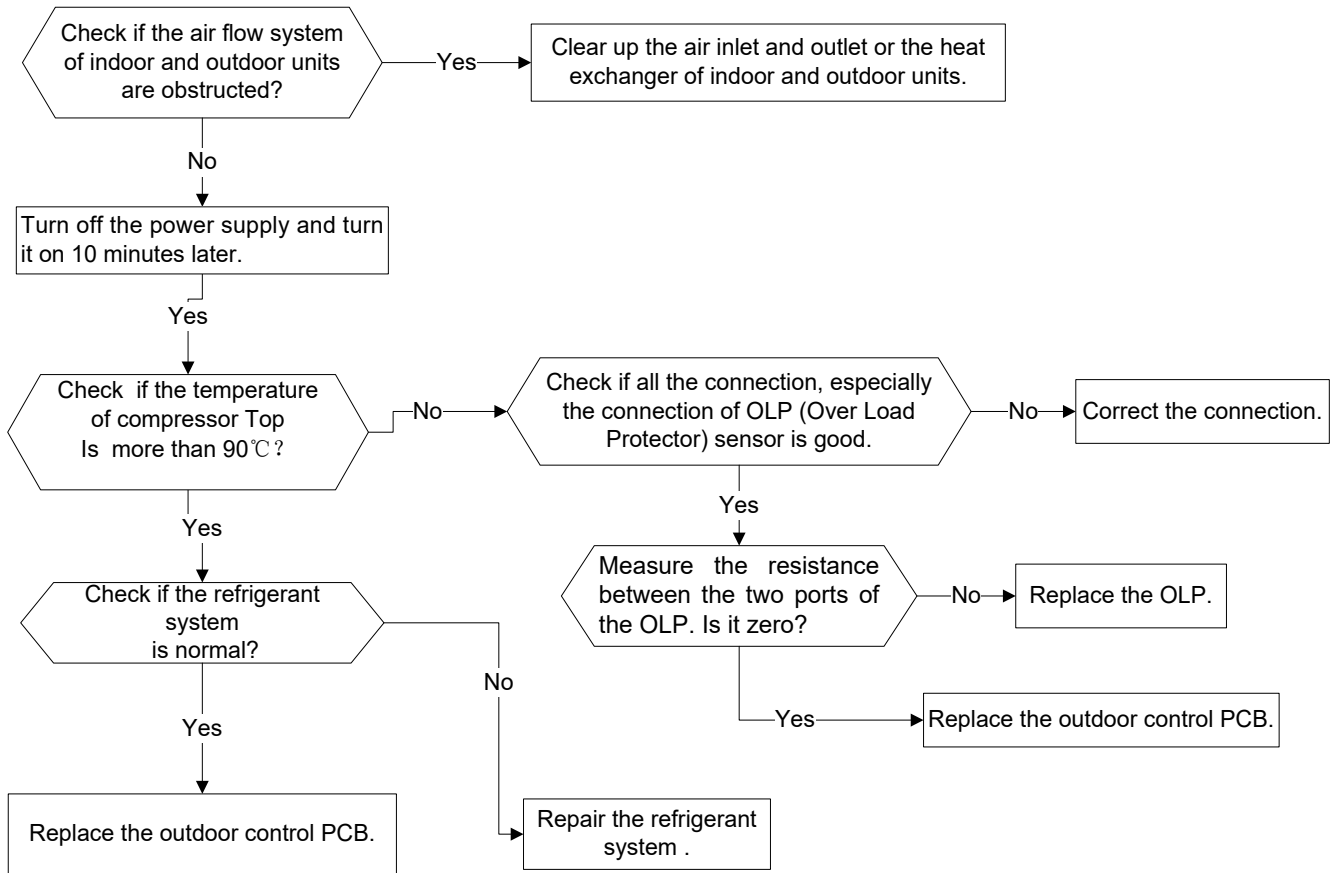 Check if the air flow system
of indoor and outdoor units
are obstructed?
Yes
Clear up the air inlet and outlet or the heat
exchanger of indoor and outdoor units.
No
Turn off the power supply and turn
it on 10 minutes later.
Yes
Check if the temperature
of compressor Top
Is more than 90℃?
No
Check if all the connection, especially
the connection of OLP (Over Load
Protector) sensor is good.
No
Correct the connection.
Yes
Yes
Measure the resistance
between the two ports of
the OLP. Is it zero?
No
Replace the OLP.
Check if the refrigerant
system
is normal?
No
Yes
Replace the outdoor control PCB.
Yes
Replace the outdoor control PCB.
Repair the refrigerant
system .